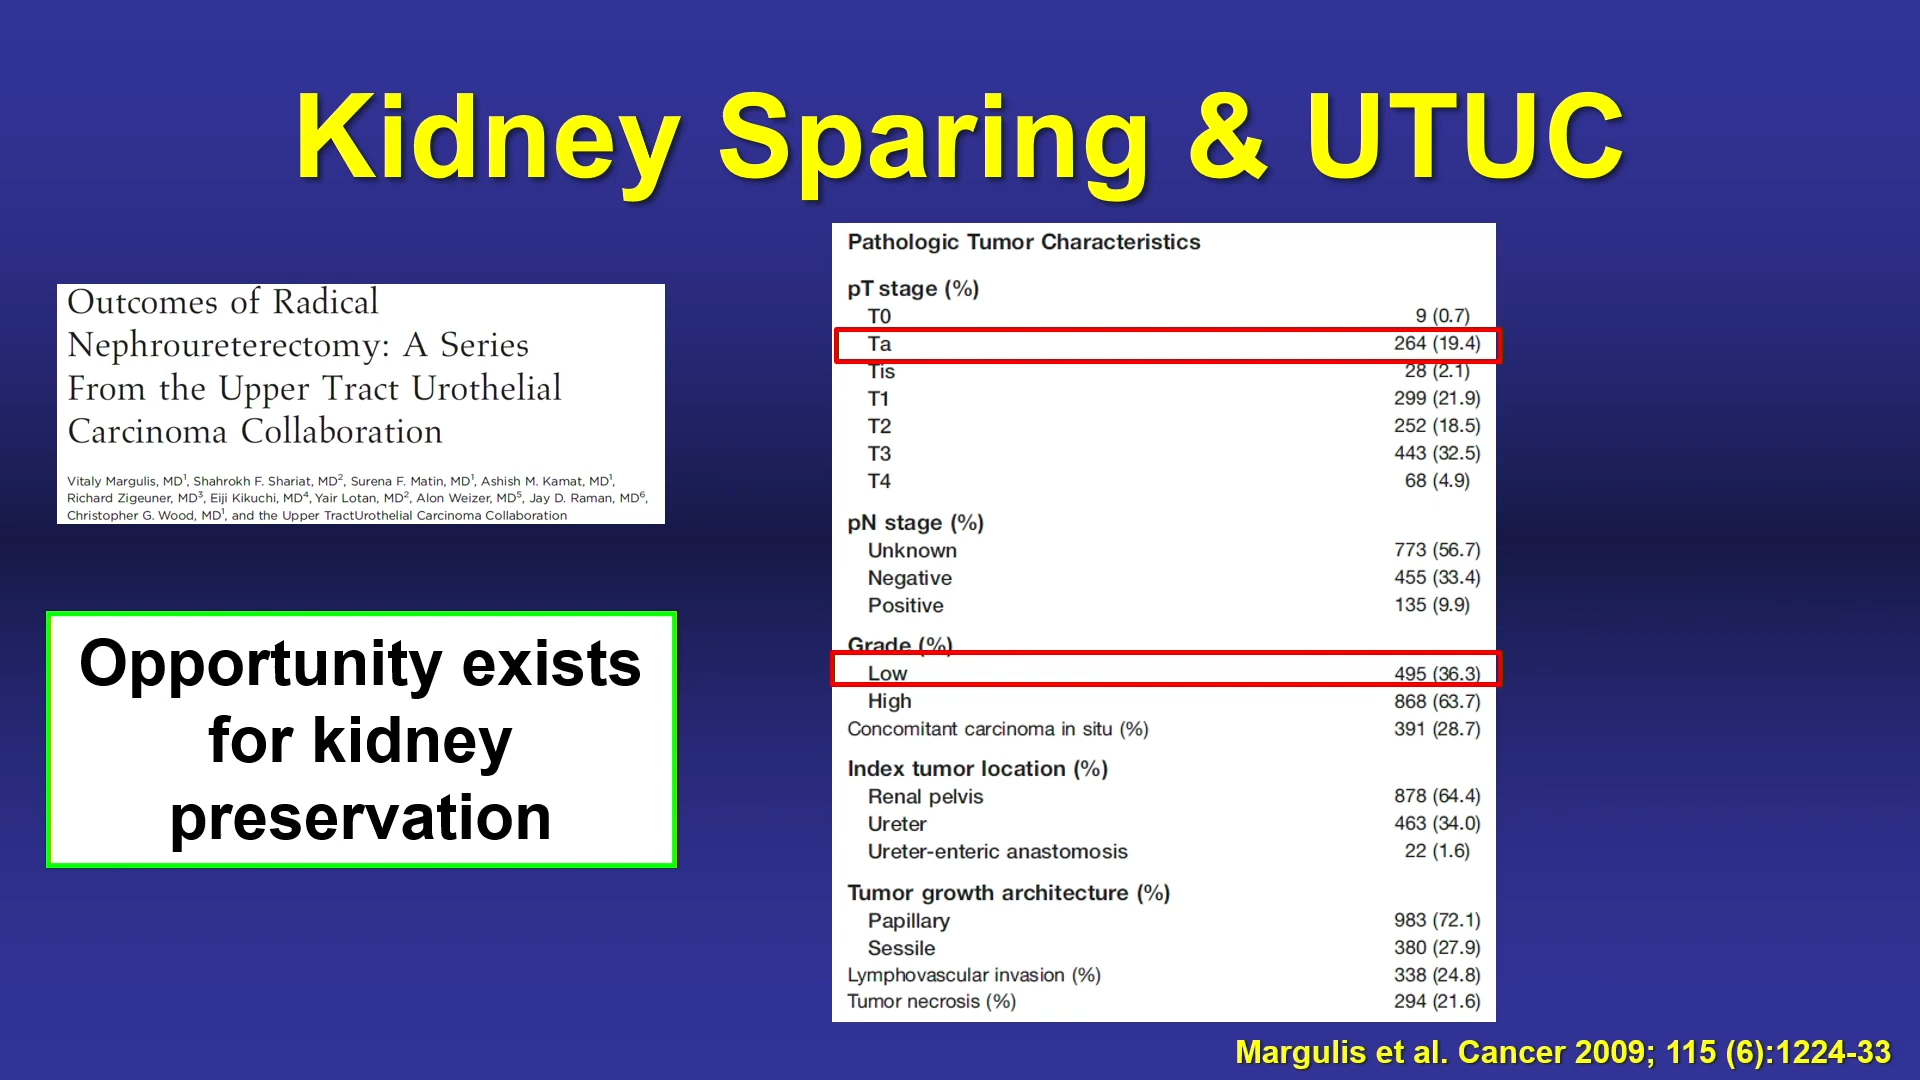 Kidney Sparing & UTUC
Outcomes of Radical
Nephroureterectomy: A Series
From the Upper Tract Urothelial
Carcinoma Collaboration
Vitaly Margulis, MD1, Shahrokh F. Shariat, MD2, Surena F. Matin, MD1, Ashish M. Kamat, MD1,
Richard Zigeuner, MD3, Eiji Kikuchi, MD4, Yair Lotan, MD2, Alon Weizer, MD5, Jay D. Raman, MD6,
Christopher G. Wood, MD1, and the Upper TractUrothelial Carcinoma Collaboration
Opportunity exists
for kidney
preservation
Pathologic Tumor Characteristics
pT stage (%)
T0 9 (0.7)
Ta 264 (19.4)
Tis 28 (2.1)
T1 299 (21.9)
T2 252 (18.5)
T3 443 (32.5)
T4 68 (4.9)
pN stage (%)
Unknown 773 (56.7)
Negative 455 (33.4)
Positive 135 (9.9)
Grade (%)
Low 495 (36.3)
High 868 (63.7)
Concomitant carcinoma in situ (%) 391 (28.7)
Index tumor location (%)
Renal pelvis 878 (64.4)
Ureter 463 (34.0)
Ureter-enteric anastomosis 22 (1.6)
Tumor growth architecture (%)
Papillary 983 (72.1)
Sessile 380 (27.9)
Lymphovascular invasion (%) 338 (24.8)
Tumor necrosis (%) 294 (21.6)
Margulis et al. Cancer 2009; 115 (6):1224-33